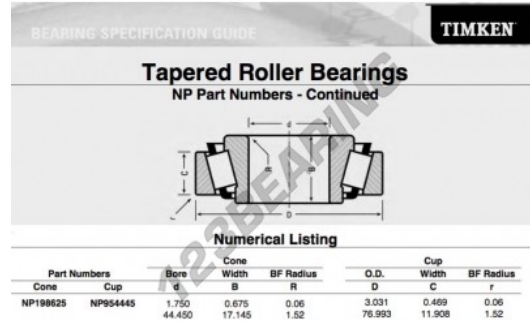 BEARING SPECIFICATION GUIDE
TIMKEN
Tapered Roller Bearings
NP Part Numbers - Continued
d
C
R
B
r
D
123BEARING
Numerical Listing
Cone Cup
Part Numbers Bore Width BF Radius O.D. Width BF Radius
Cone Cup d B R D C r
NP198625 NP954445 1.750 0.675 0.06 3.031 0.469 0.06
44.450 17.145 1.52 76.993 11.908 1.52